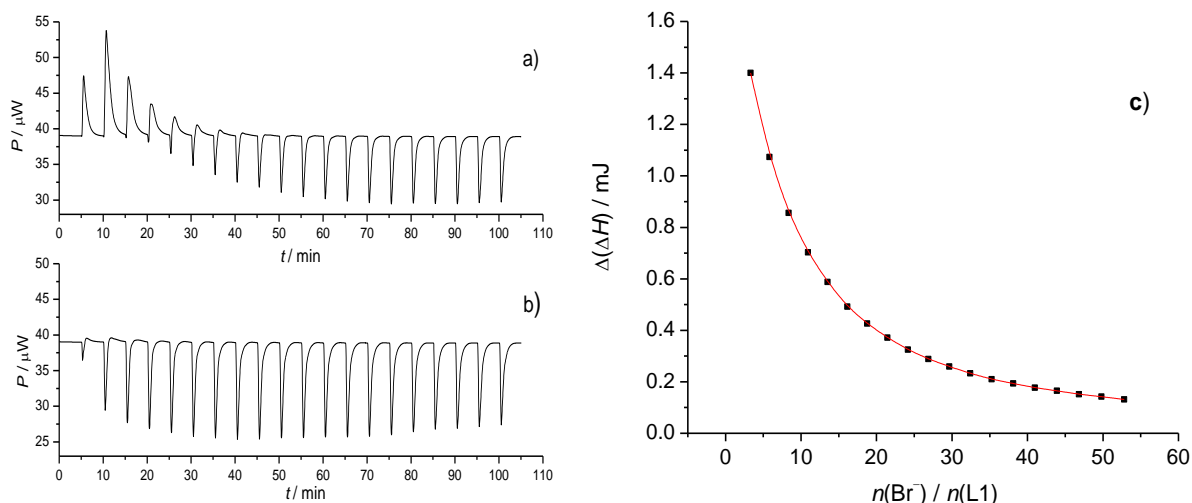 55
50
45
40
35
30
P / μW
a)
0 10 20 30 40 50 60 70 80 90 100 110
t / min
50
45
40
35
30
25
P / μW
b)
0 10 20 30 40 50 60 70 80 90 100 110
t / min
1.6
1.4
1.2
1.0
0.8
0.6
0.4
0.2
0.0
Δ(ΔH) / mJ
c)
0 10 20 30 40 50 60
n(Br⁻) / n(L1)